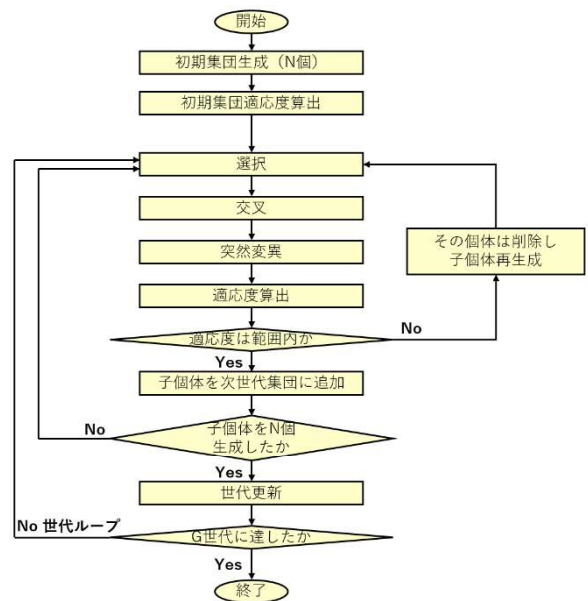 開始
初期集団生成（N個）
初期集団適応度算出
選択
交叉
突然変異
その個体は削除し
子個体再生成
適応度算出
適応度は範囲内か
No
Yes
子個体を次世代集団に追加
No
子個体をN個
生成したか
Yes
世代更新
No 世代ループ
G世代に達したか
Yes
終了